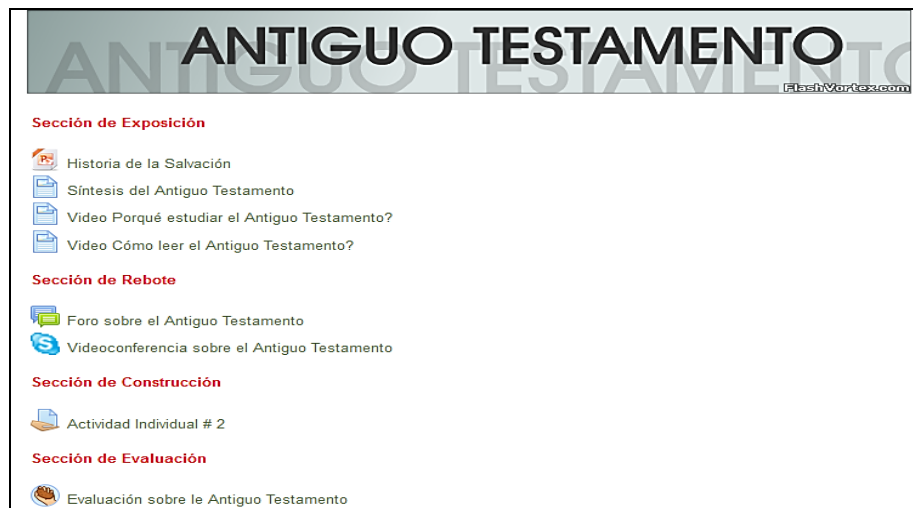 ANTIGUO TESTAMENTO
FlashVortex.com
Sección de Exposición
Historia de la Salvación
Síntesis del Antiguo Testamento
Video Porqué estudiar el Antiguo Testamento?
Video Cómo leer el Antiguo Testamento?
Sección de Rebote
Foro sobre el Antiguo Testamento
Videoconferencia sobre el Antiguo Testamento
Sección de Construcción
Actividad Individual # 2
Sección de Evaluación
Evaluación sobre le Antiguo Testamento